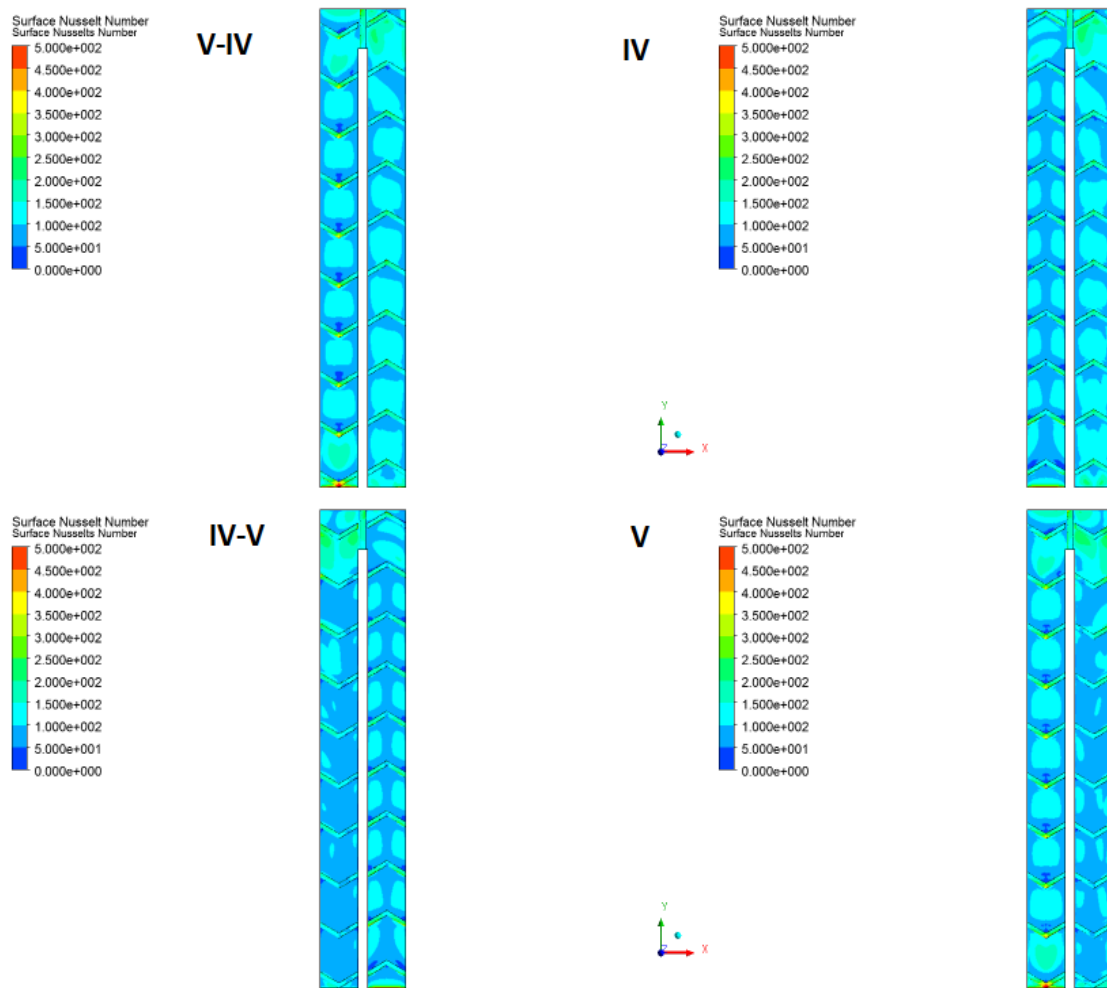 Surface Nusselt Number
Surface Nusselts Number
5.000e+002
4.500e+002
4.000e+002
3.500e+002
3.000e+002
2.500e+002
2.000e+002
1.500e+002
1.000e+002
5.000e+001
0.000e+000
V-IV
Surface Nusselt Number
Surface Nusselts Number
5.000e+002
4.500e+002
4.000e+002
3.500e+002
3.000e+002
2.500e+002
2.000e+002
1.500e+002
1.000e+002
5.000e+001
0.000e+000
IV
Y
Z
X
Surface Nusselt Number
Surface Nusselts Number
5.000e+002
4.500e+002
4.000e+002
3.500e+002
3.000e+002
2.500e+002
2.000e+002
1.500e+002
1.000e+002
5.000e+001
0.000e+000
IV-V
Surface Nusselt Number
Surface Nusselts Number
5.000e+002
4.500e+002
4.000e+002
3.500e+002
3.000e+002
2.500e+002
2.000e+002
1.500e+002
1.000e+002
5.000e+001
0.000e+000
V
Y
Z
X